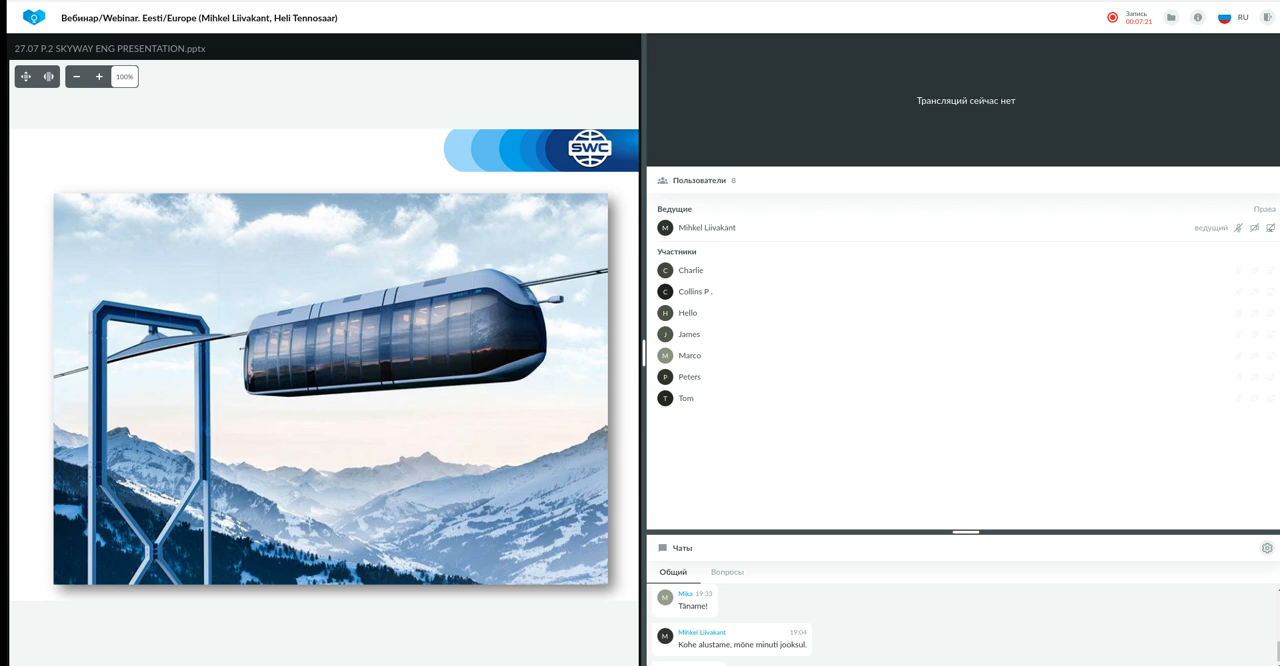 Вебинар/Webinar. Eesti/Europe (Mihkel Liivakant, Heli Tennosaar)
Запись
00:07:21
RU
27.07 P.2 SKYWAY ENG PRESENTATION.pptx
100%
SWC
Трансляций сейчас нет
Пользователи 8
Ведущие Права
M Mihkel Liivakant ведущий
Участники
C Charlie
C Collins P .
H Hello
J James
M Marco
P Peters
T Tom
Чаты
Общий Вопросы
M Mika 19:33
Täname!
M Mihkel Liivakant 19:04
Kohe alustame, mõne minuti jooksul.